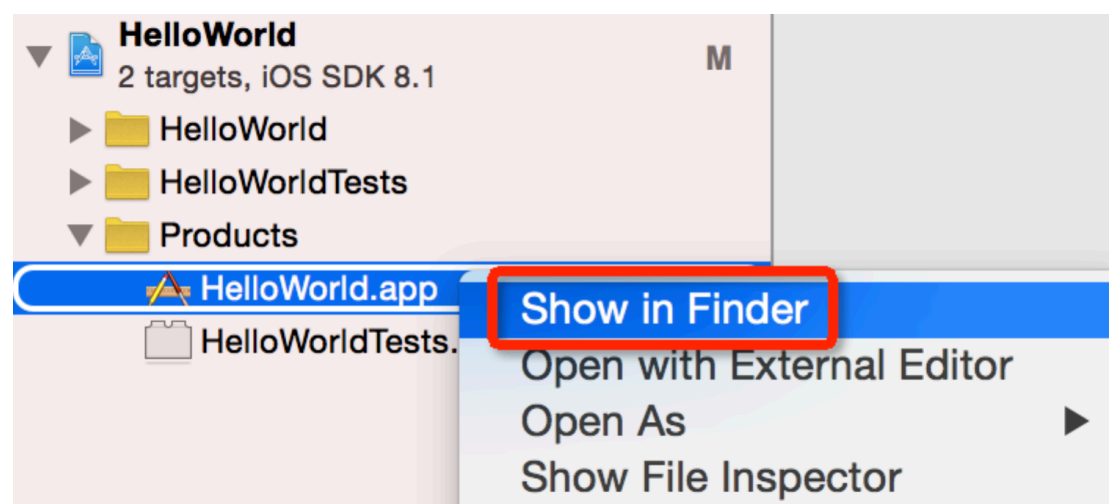 HelloWorld
2 targets, iOS SDK 8.1
M
HelloWorld
HelloWorldTests
Products
HelloWorld.app
HelloWorldTests.
Show in Finder
Open with External Editor
Open As
Show File Inspector